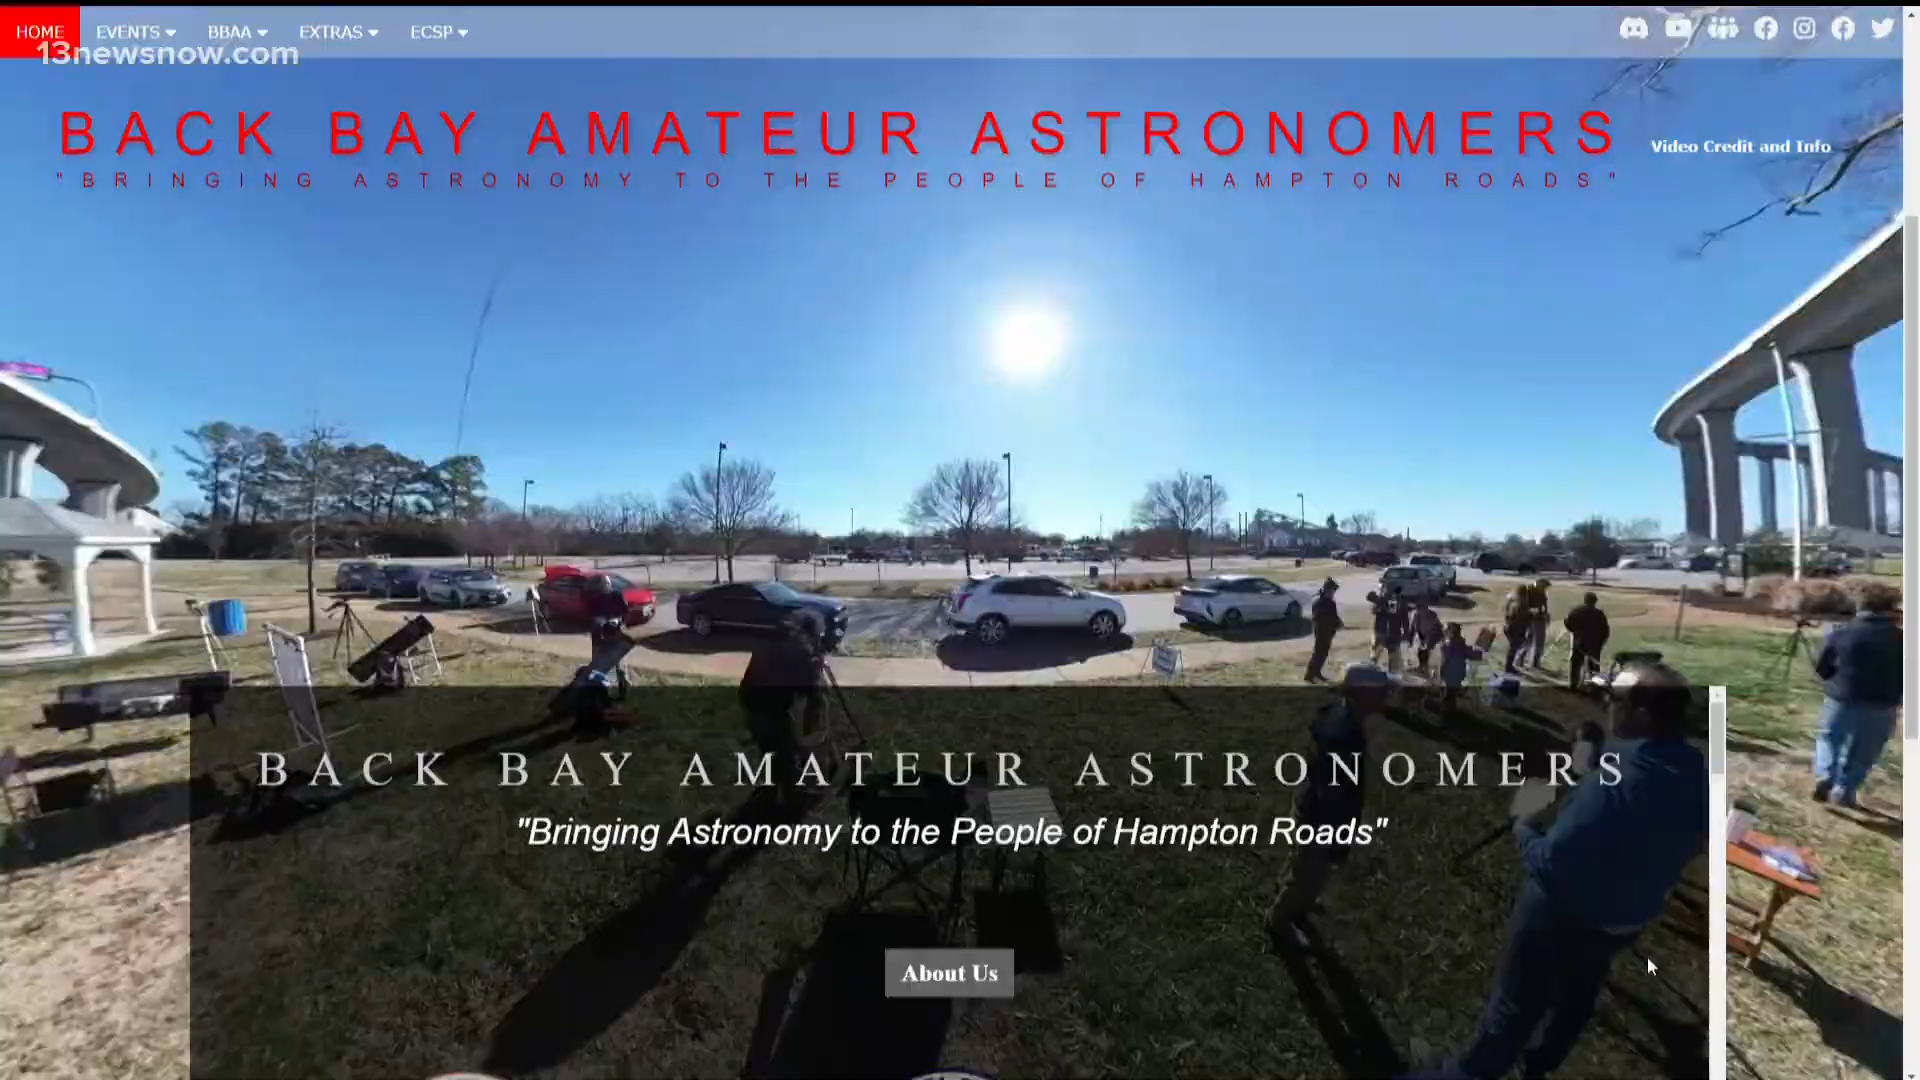 HOME EVENTS BBAA EXTRAS ECSP
13newsnow.com
BACK BAY AMATEUR ASTRONOMERS
Video Credit and Info
"BRINGING ASTRONOMY TO THE PEOPLE OF HAMPTON ROADS"
BACK BAY AMATEUR ASTRONOMERS
"Bringing Astronomy to the People of Hampton Roads"
About Us